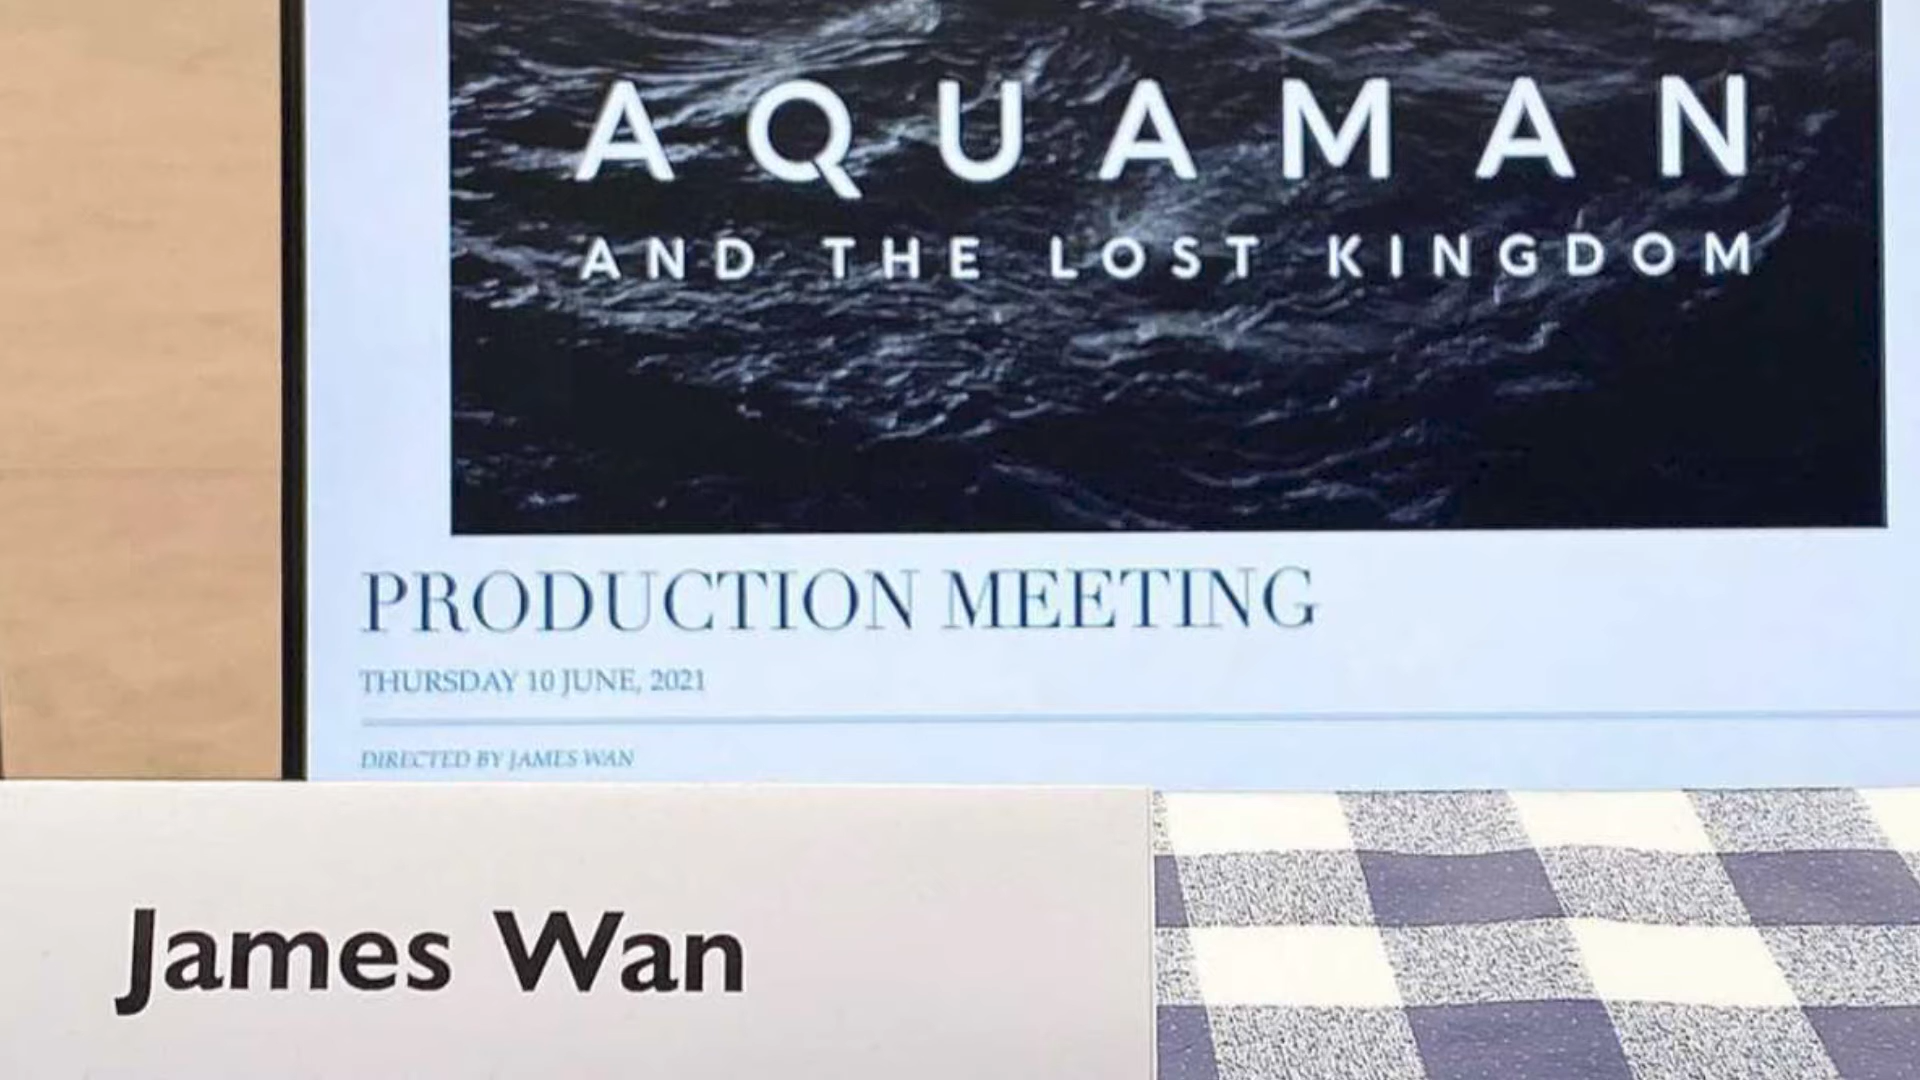 AQUAMAN
AND THE LOST KINGDOM
PRODUCTION MEETING
THURSDAY 10 JUNE, 2021
DIRECTED BY JAMES WAN
James Wan